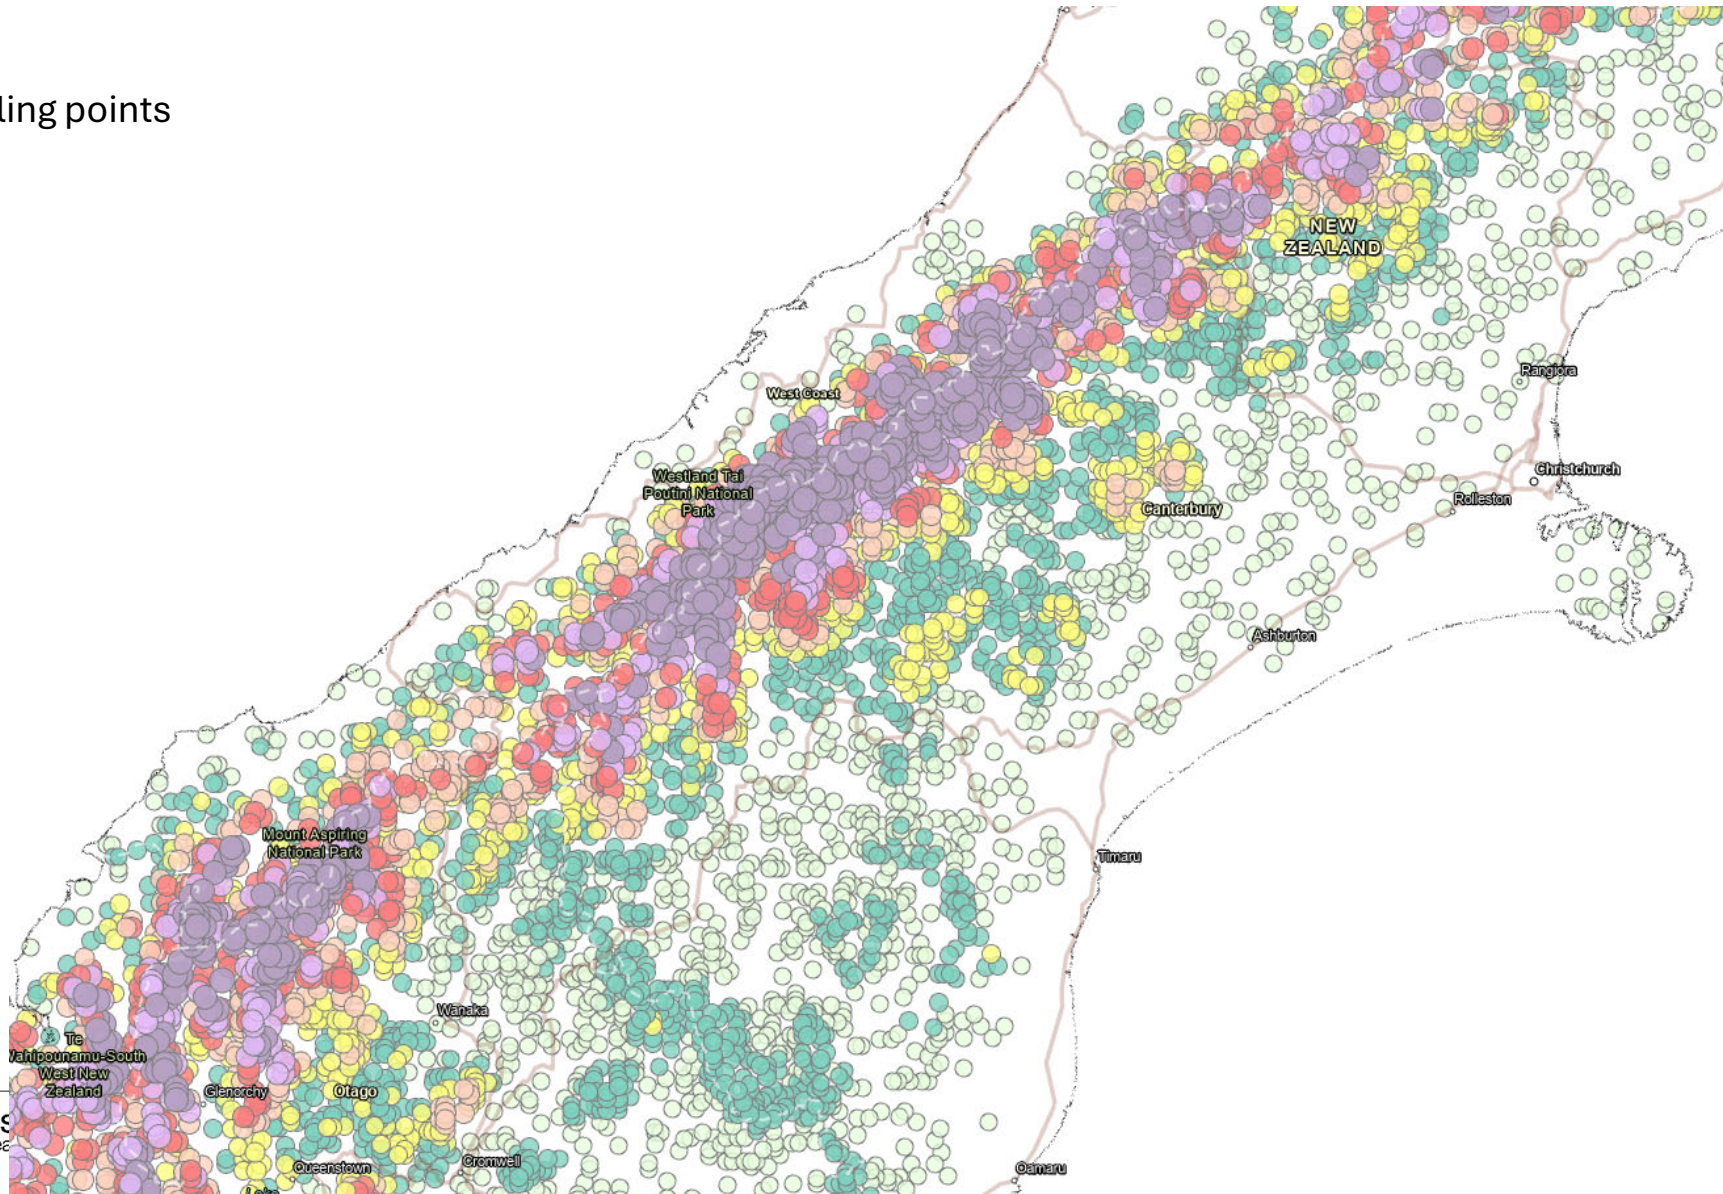 ling points
NEW
ZEALAND
Rangiora
West Coast
Christchurch
Westland Tai
Poutini National
Park
Rolleston
Canterbury
Ashburton
Mount Aspiring
National Park
Timaru
Wanaka
Te
Wahipounamu-South
West New
Zealand
Glenorchy
Otago
Queenstown
Cromwell
Oamaru
Lake